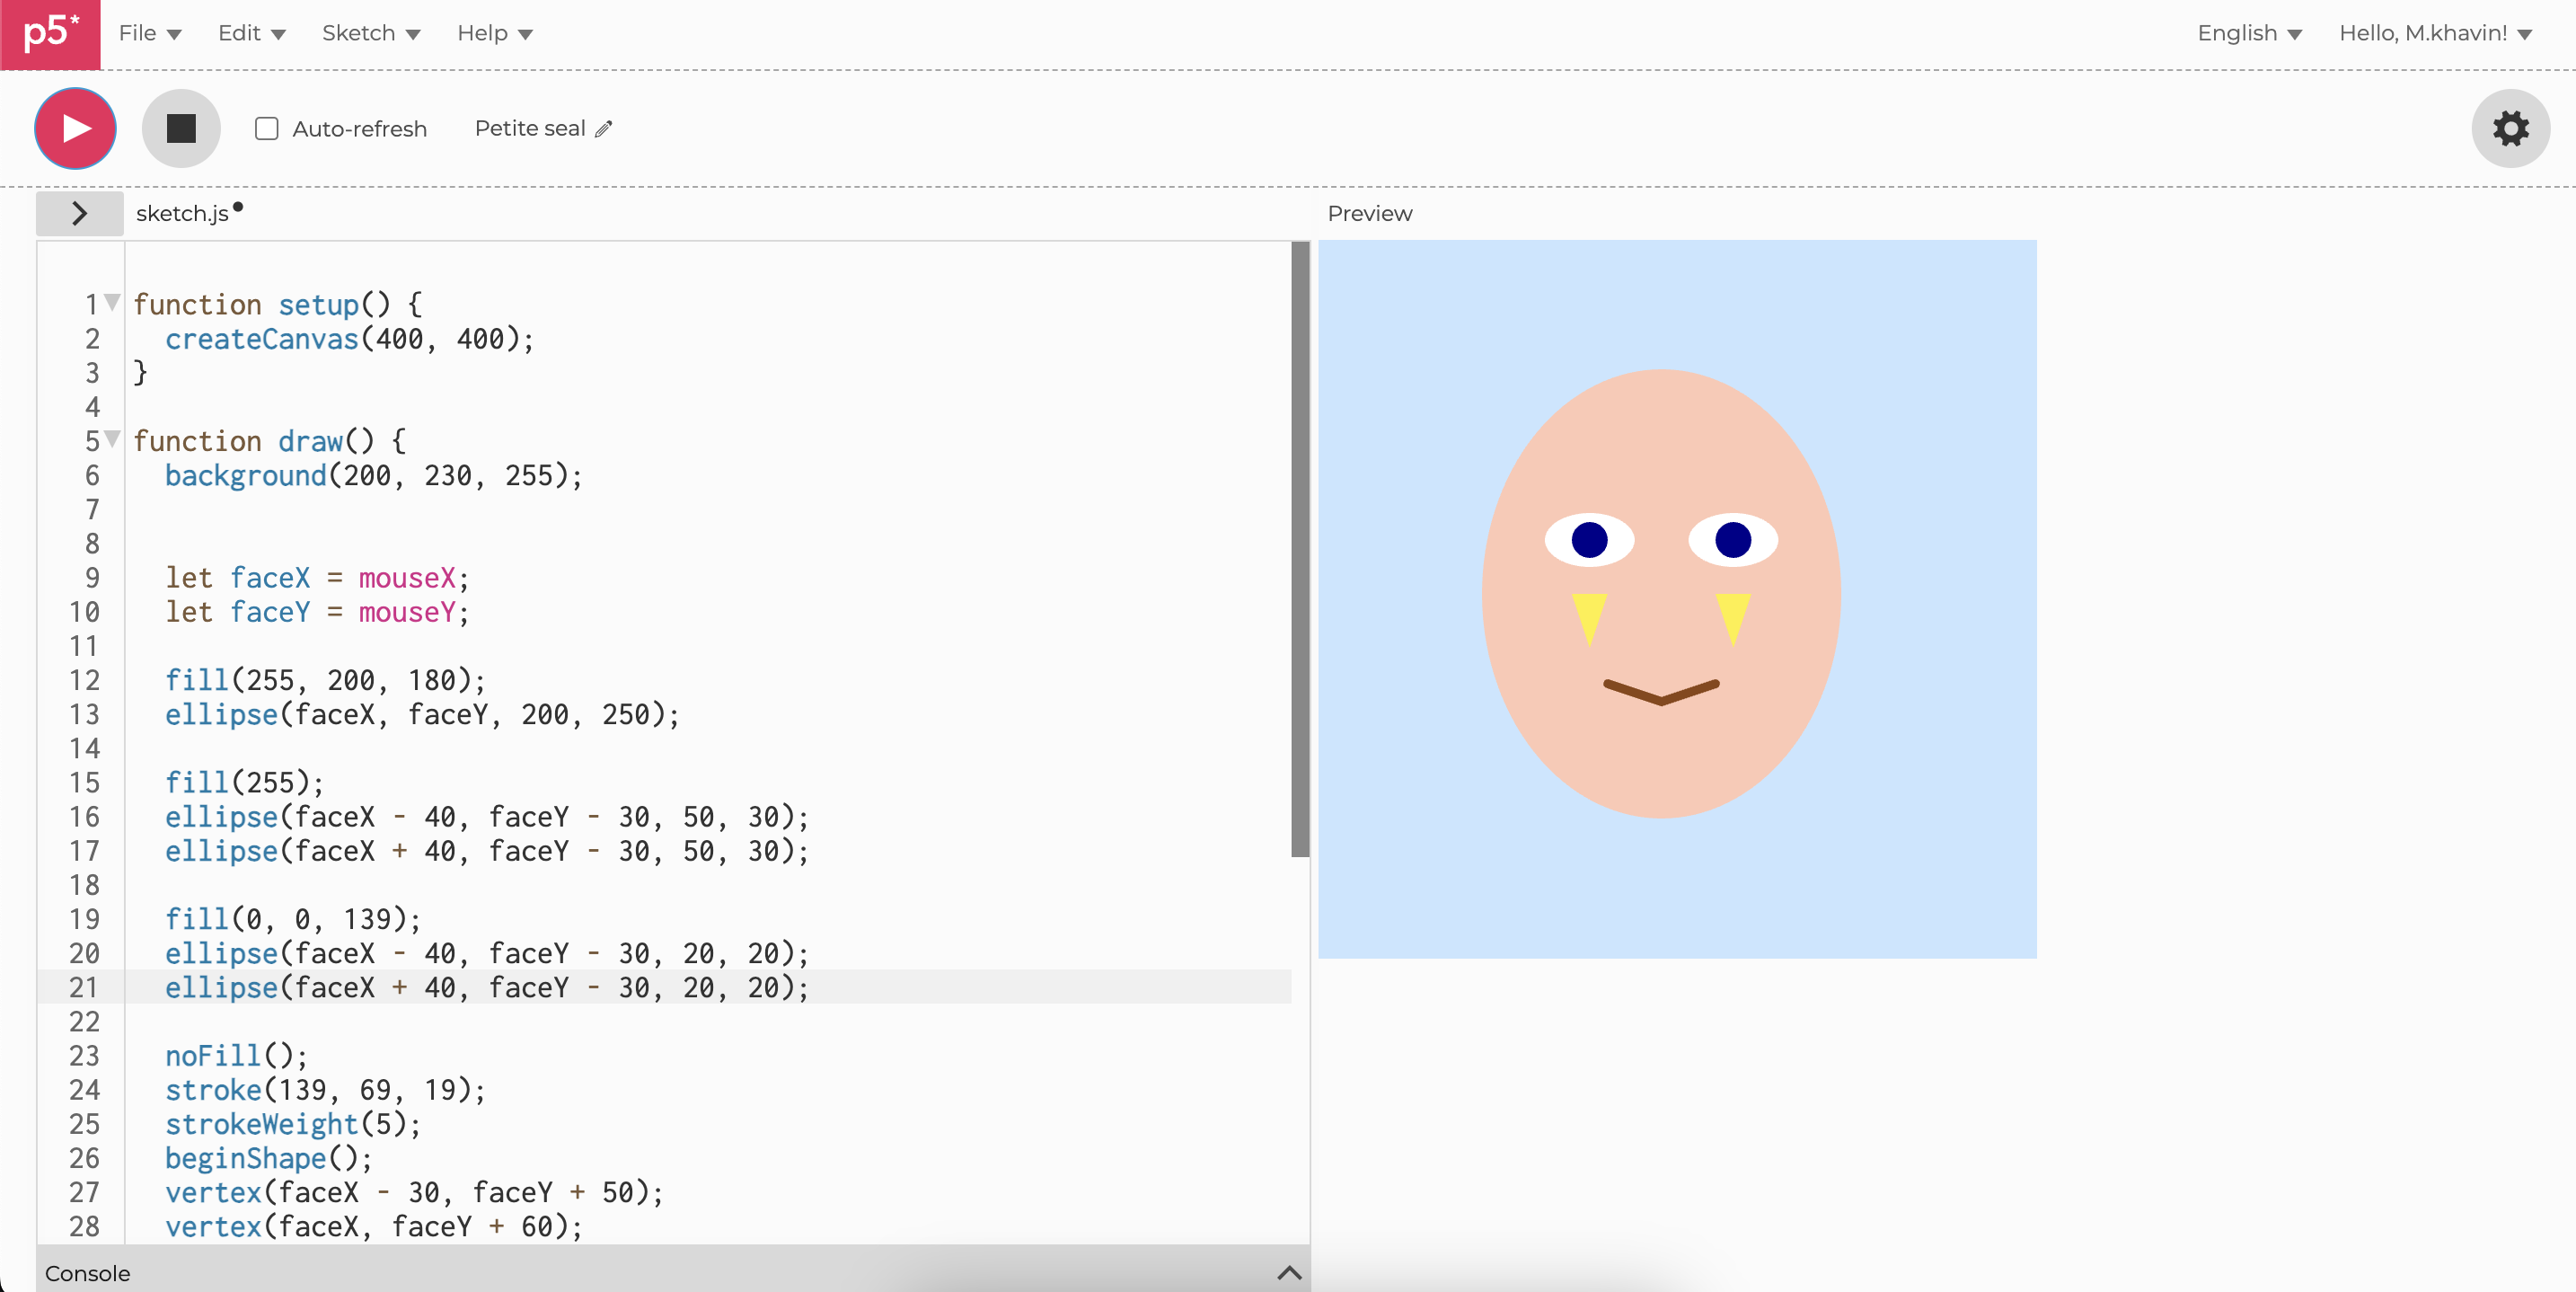 p5* File Edit Sketch Help English Hello, M.khavin!
Auto-refresh Petite seal
sketch.js Preview
1 function setup() {
2 createCanvas(400, 400);
3 }
4
5 function draw() {
6 background(200, 230, 255);
7
8
9 let faceX = mouseX;
10 let faceY = mouseY;
11
12 fill(255, 200, 180);
13 ellipse(faceX, faceY, 200, 250);
14
15 fill(255);
16 ellipse(faceX - 40, faceY - 30, 50, 30);
17 ellipse(faceX + 40, faceY - 30, 50, 30);
18
19 fill(0, 0, 139);
20 ellipse(faceX - 40, faceY - 30, 20, 20);
21 ellipse(faceX + 40, faceY - 30, 20, 20);
22
23 noFill();
24 stroke(139, 69, 19);
25 strokeWeight(5);
26 beginShape();
27 vertex(faceX - 30, faceY + 50);
28 vertex(faceX, faceY + 60);
Console